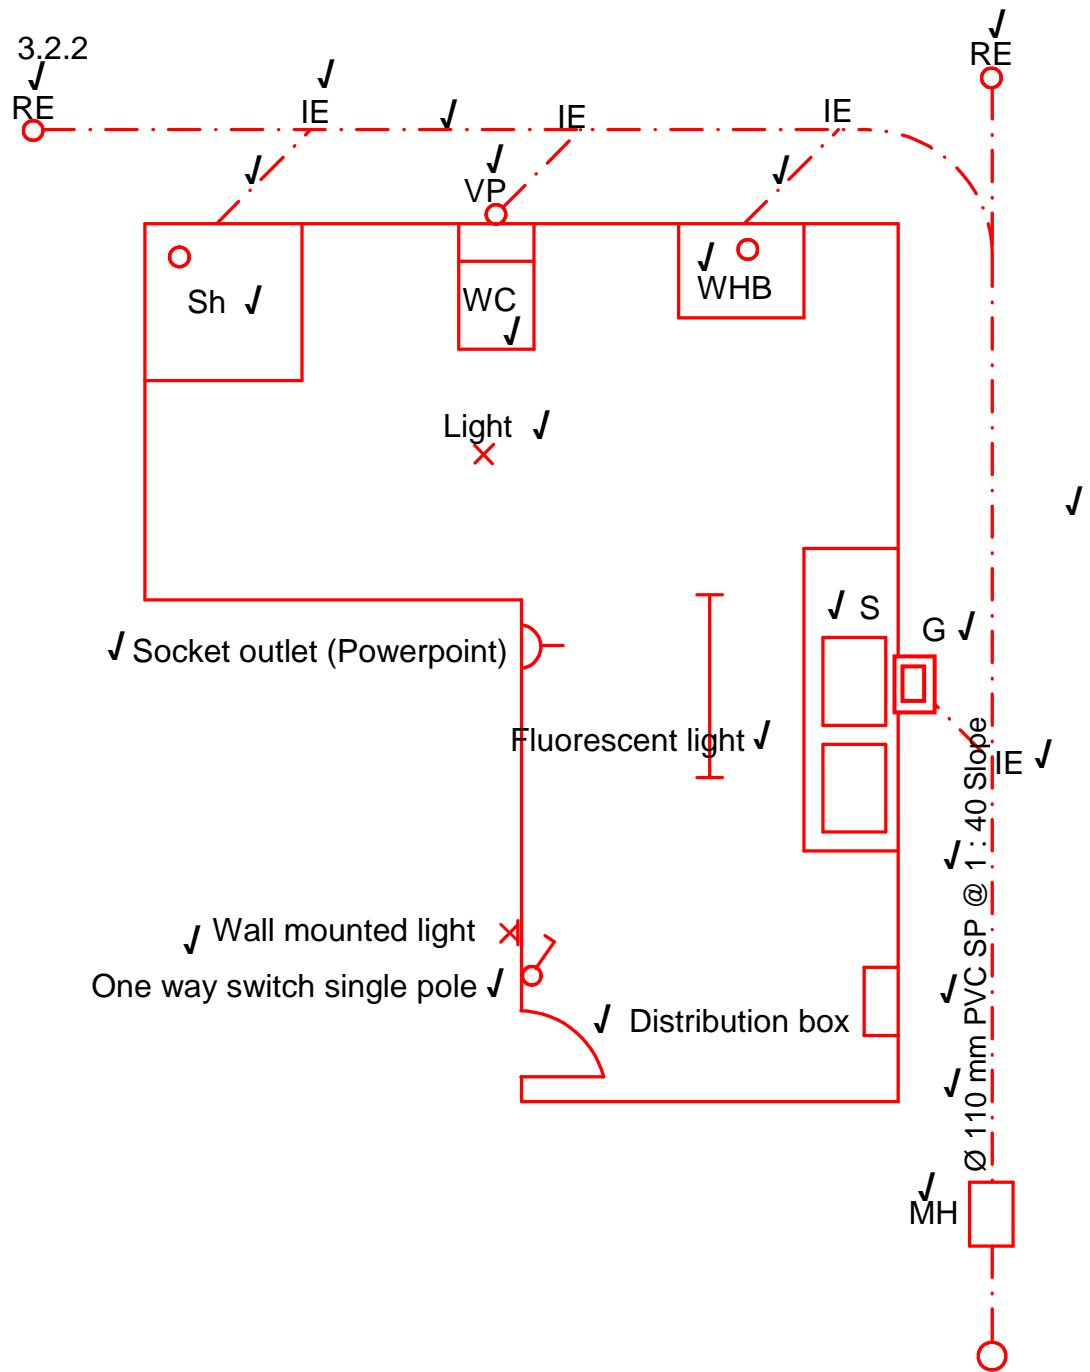 3.2.2
RE
RE
IE
IE
IE
VP
Sh
WC
WHB
Light
S
G
Socket outlet (Powerpoint)
Fluorescent light
IE
Ø 110 mm PVC SP @ 1 : 40 Slope
Wall mounted light
One way switch single pole
Distribution box
MH